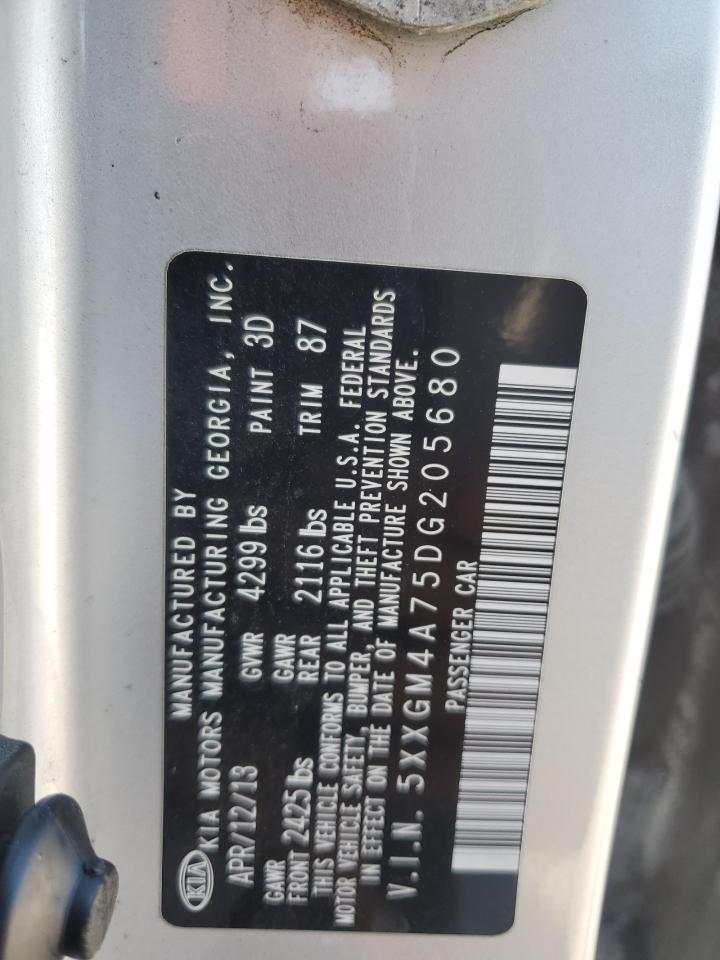 MANUFACTURED BY
KIA KIA MOTORS MANUFACTURING GEORGIA, INC.
APR/12/13 GVWR 4299 lbs PAINT 3D
GAWR FRONT 2425 lbs GAWR REAR 2116 lbs TRIM 87
THIS VEHICLE CONFORMS TO ALL APPLICABLE U.S.A. FEDERAL
MOTOR VEHICLE SAFETY, BUMPER, AND THEFT PREVENTION STANDARDS
IN EFFECT ON THE DATE OF MANUFACTURE SHOWN ABOVE.
V.I.N. 5XXGM4A75DG205680
PASSENGER CAR